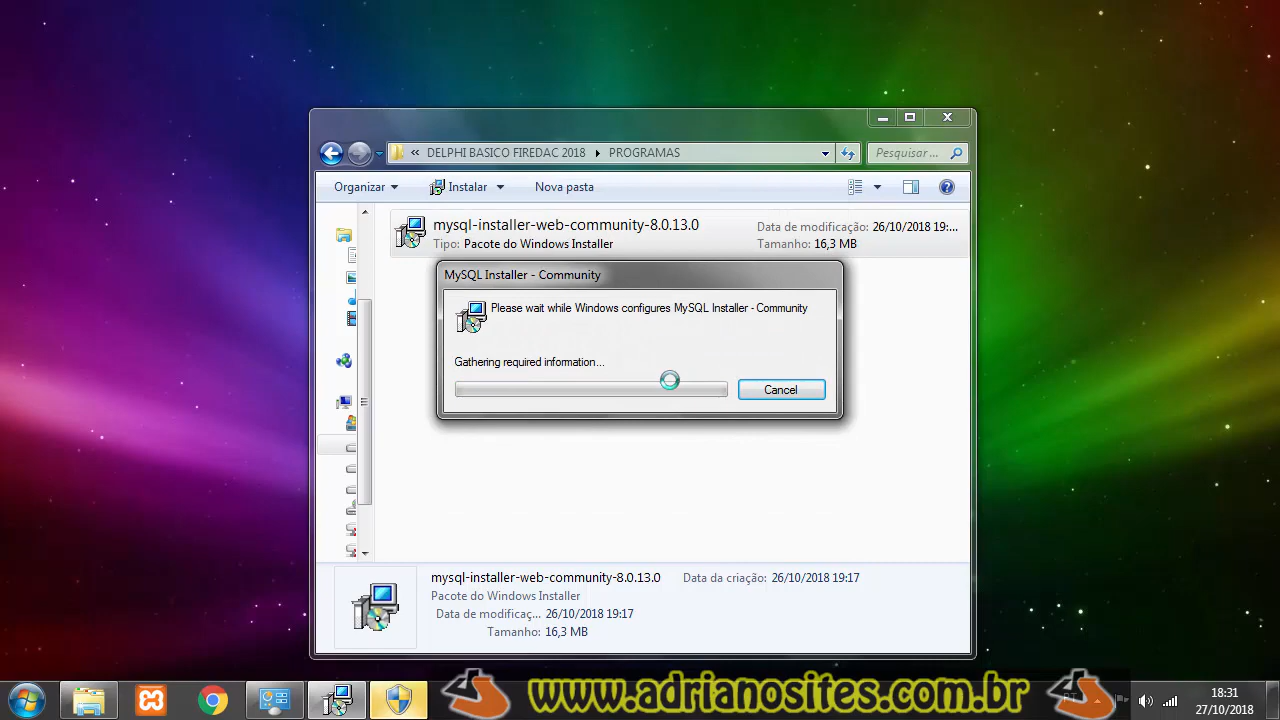 DELPHI BASICO FIREDAC 2018
PROGRAMAS
Pesquisar ...
Organizar
Instalar
Nova pasta
mysql-installer-web-community-8.0.13.0
Data de modificação: 26/10/2018 19:...
Tipo: Pacote do Windows Installer
Tamanho: 16,3 MB
MySQL Installer - Community
Please wait while Windows configures MySQL Installer - Community
Gathering required information...
Cancel
mysql-installer-web-community-8.0.13.0
Data da criação: 26/10/2018 19:17
Pacote do Windows Installer
Data de modificaç... 26/10/2018 19:17
Tamanho: 16,3 MB
www.adrianosites.com.br
PT
18:31
27/10/2018